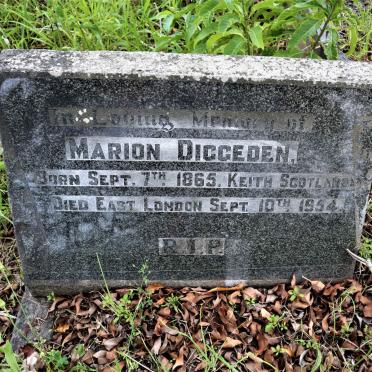 In Loving Memory of
MARION DIGGEDEN.
BORN SEPT. 7TH 1865, KEITH SCOTLAND
DIED EAST LONDON SEPT. 10TH 1954.
R.I.P.